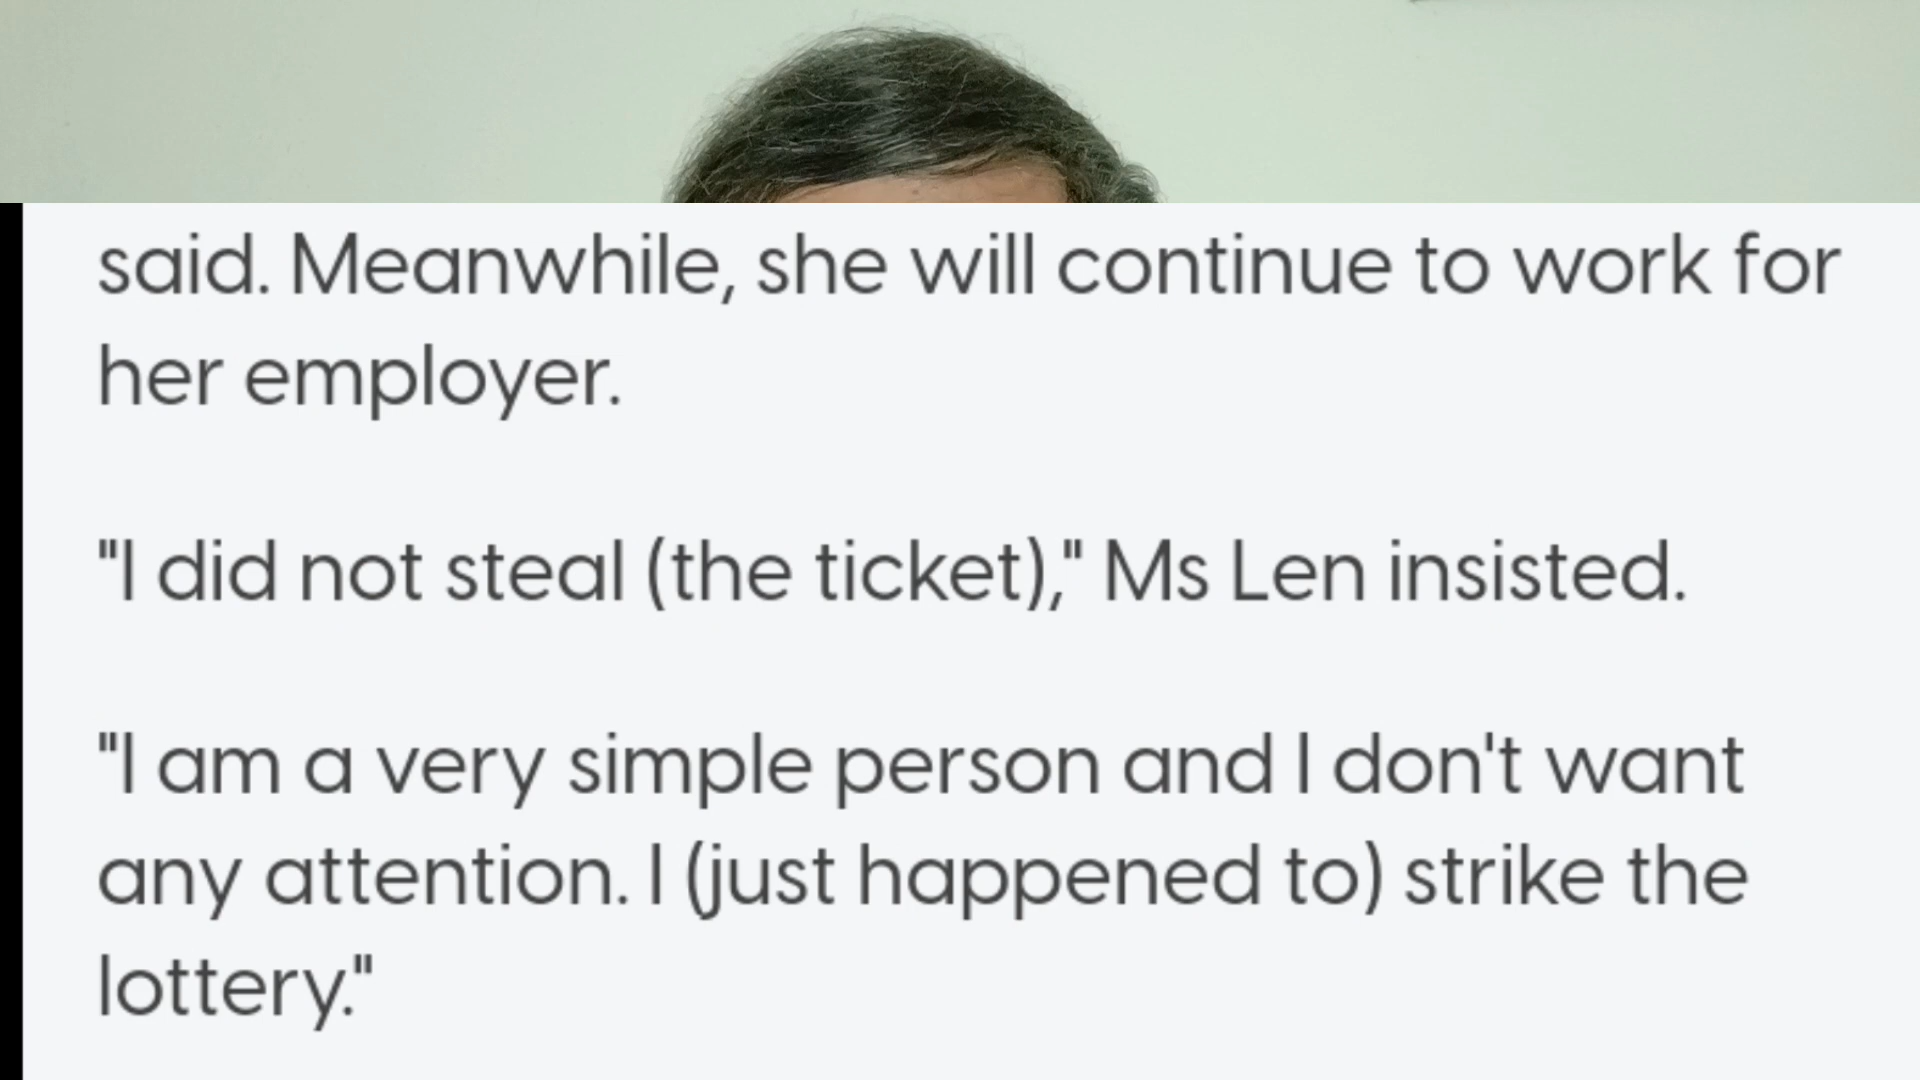 said. Meanwhile, she will continue to work for
her employer.
"I did not steal (the ticket)," Ms Len insisted.
"I am a very simple person and I don't want
any attention. I (just happened to) strike the
lottery."